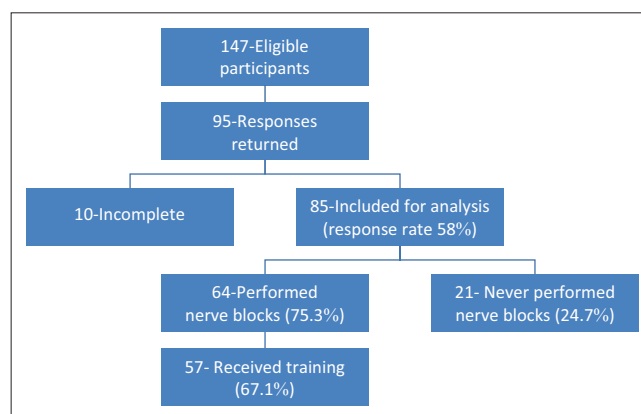 147-Eligible
participants
95-Responses
returned
10-Incomplete
85-Included for analysis
(response rate 58%)
64-Performed
nerve blocks (75.3%)
21- Never performed
nerve blocks (24.7%)
57- Received training
(67.1%)